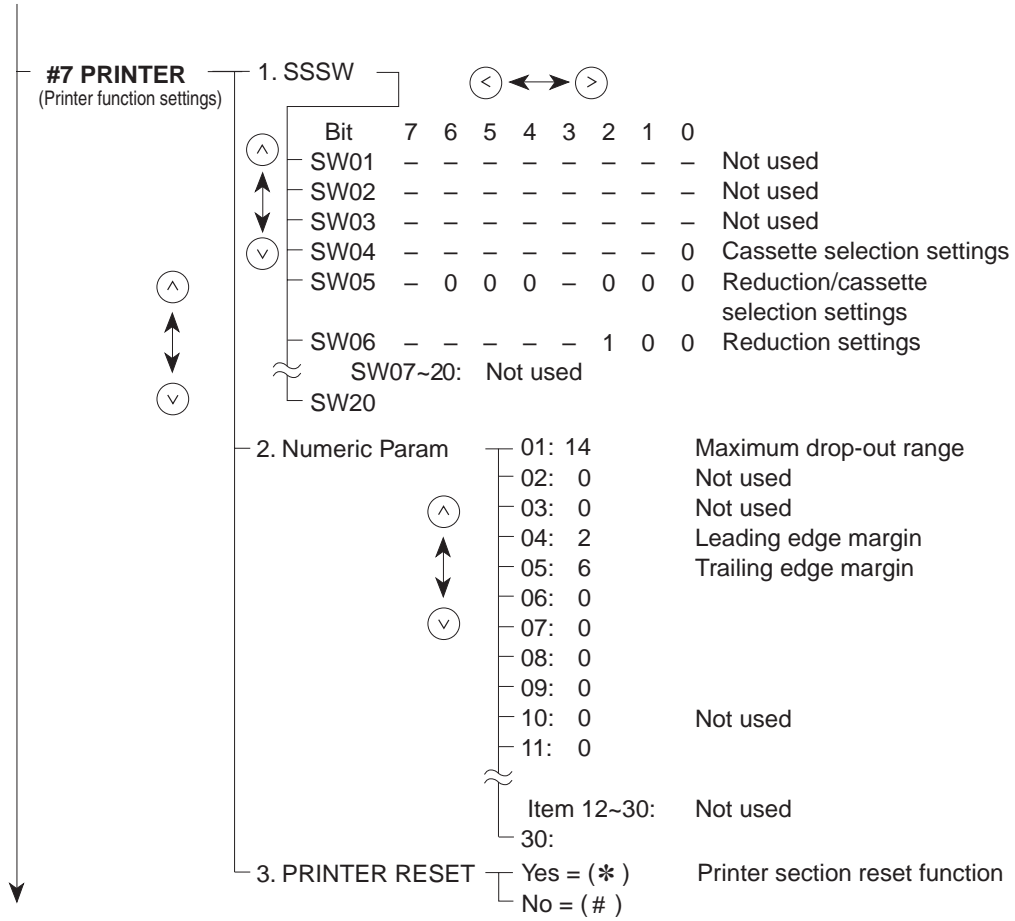 #7 PRINTER
(Printer function settings)
1. SSSW
< >
Bit 7 6 5 4 3 2 1 0
SW01 – – – – – – – – Not used
SW02 – – – – – – – – Not used
SW03 – – – – – – – – Not used
SW04 – – – – – – – 0 Cassette selection settings
SW05 – 0 0 0 – 0 0 0 Reduction/cassette
selection settings
SW06 – – – – – 1 0 0 Reduction settings
SW07~20: Not used
SW20
2. Numeric Param
01: 14 Maximum drop-out range
02: 0 Not used
03: 0 Not used
04: 2 Leading edge margin
05: 6 Trailing edge margin
06: 0
07: 0
08: 0
09: 0
10: 0 Not used
11: 0
Item 12~30: Not used
30:
3. PRINTER RESET
Yes = (✻) Printer section reset function
No = (#)